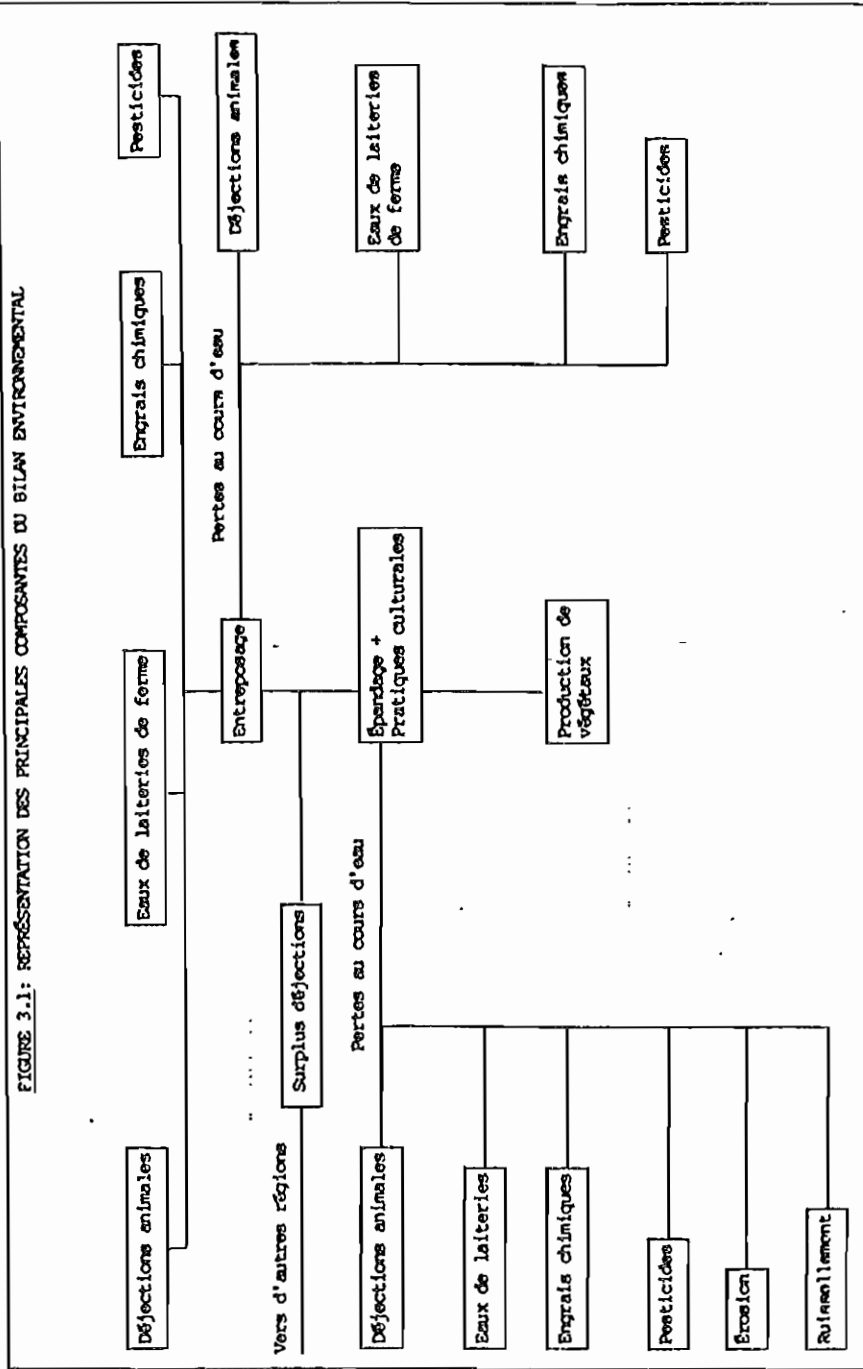 FIGURE 3.1: REPRÉSENTATION DES PRINCIPALES COMPOSANTES DU BILAN ENVIRONNEMENTAL
Déjections animales
Eaux de laiteries de ferme
Engrais chimiques
Pesticides
Entreposage
Pertes au cours d'eau
Déjections animales
Eaux de laiteries
de ferme
Engrais chimiques
Pesticides
Vers d'autres régions
Surplus déjections
Épandage +
Pratiques culturales
Pertes au cours d'eau
Déjections animales
Eaux de laiteries
Engrais chimiques
Pesticides
Érosion
Ruissellement
Production de
végétaux